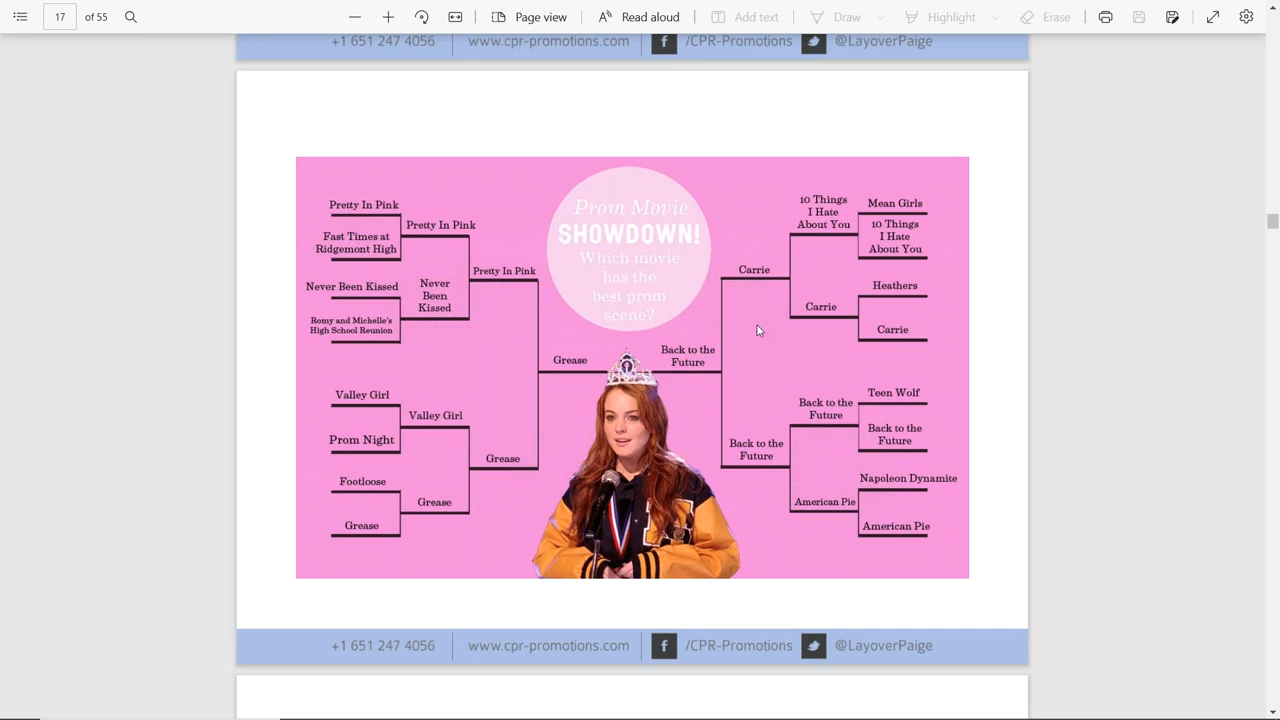 17 of 55 Page view Read aloud Add text Draw Highlight Erase
+1 651 247 4056 www.cpr-promotions.com f /CPR-Promotions @LayoverPaige
Prom Movie
SHOWDOWN!
Which movie
has the
best prom
scene?
Pretty In Pink
Fast Times at
Ridgemont High
Never Been Kissed
Romy and Michelle's
High School Reunion
Valley Girl
Prom Night
Footloose
Grease
Pretty In Pink
Never
Been
Kissed
Valley Girl
Grease
Pretty In Pink
Grease
Grease
Back to the
Future
Carrie
Back to the
Future
10 Things
I Hate
About You
Carrie
Back to the
Future
American Pie
Mean Girls
10 Things
I Hate
About You
Heathers
Carrie
Teen Wolf
Back to the
Future
Napoleon Dynamite
American Pie
+1 651 247 4056 www.cpr-promotions.com f /CPR-Promotions @LayoverPaige